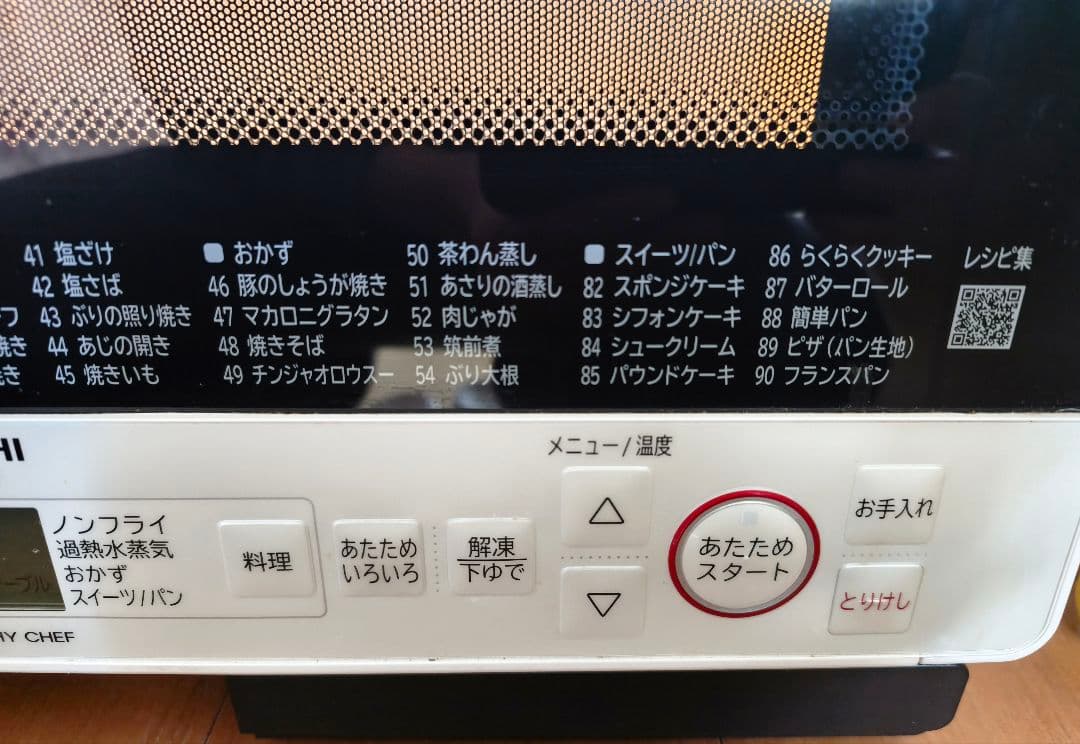 41 塩ざけ
42 塩さば
43 ぶりの照り焼き
44 あじの開き
45 焼きいも
フ
焼き
き
おかず
46 豚のしょうが焼き
47 マカロニグラタン
48 焼きそば
49 チンジャオロウスー
50 茶わん蒸し
51 あさりの酒蒸し
52 肉じゃが
53 筑前煮
54 ぶり大根
スイーツ/パン
82 スポンジケーキ
83 シフォンケーキ
84 シュークリーム
85 パウンドケーキ
86 らくらくクッキー
87 バターロール
88 簡単パン
89 ピザ(パン生地)
90 フランスパン
レシピ集
HI
メニュー/温度
ノンフライ
過熱水蒸気
おかず
スイーツ/パン
ーブル
料理
あたため
いろいろ
解凍
下ゆで
あたため
スタート
お手入れ
とりけし
HY CHEF